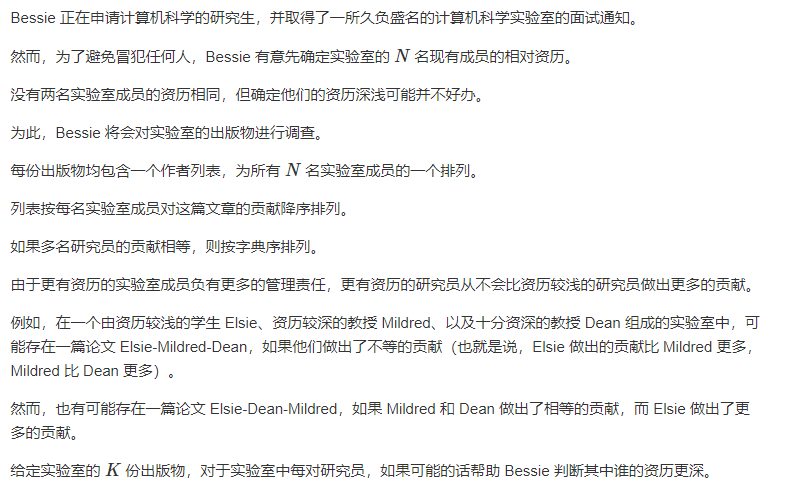 Bessie 正在申请计算机科学的研究生，并取得了一所久负盛名的计算机科学实验室的面试通知。
然而，为了避免冒犯任何人，Bessie 有意先确定实验室的 N 名现有成员的相对资历。
没有两名实验室成员的资历相同，但确定他们的资历深浅可能并不好办。
为此，Bessie 将会对实验室的出版物进行调查。
每份出版物均包含一个作者列表，为所有 N 名实验室成员的一个排列。
列表按每名实验室成员对这篇文章的贡献降序排列。
如果多名研究员的贡献相等，则按字典序排列。
由于更有资历的实验室成员负有更多的管理责任，更有资历的研究员从不会比资历较浅的研究员做出更多的贡献。
例如，在一个由资历较浅的学生 Elsie、资历较深的教授 Mildred、以及十分资深的教授 Dean 组成的实验室中，可
能存在一篇论文 Elsie-Mildred-Dean，如果他们做出了不等的贡献（也就是说，Elsie 做出的贡献比 Mildred 更多，
Mildred 比 Dean 更多）。
然而，也有可能存在一篇论文 Elsie-Dean-Mildred，如果 Mildred 和 Dean 做出了相等的贡献，而 Elsie 做出了更
多的贡献。
给定实验室的 K 份出版物，对于实验室中每对研究员，如果可能的话帮助 Bessie 判断其中谁的资历更深。